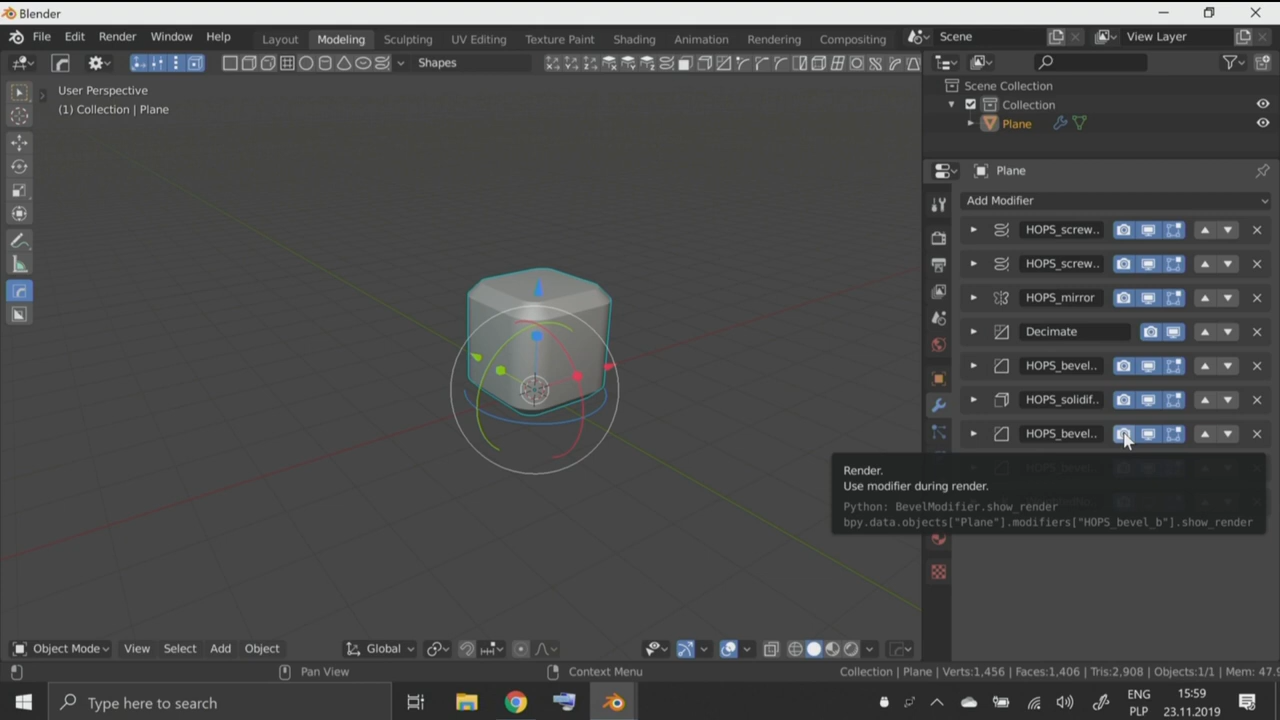 Blender
File Edit Render Window Help Layout Modeling Sculpting UV Editing Texture Paint Shading Animation Rendering Compositing Scene View Layer
Shapes
User Perspective
(1) Collection | Plane
Scene Collection
Collection
Plane
Plane
Add Modifier
HOPS_screw..
HOPS_screw..
HOPS_mirror
Decimate
HOPS_bevel..
HOPS_solidif..
HOPS_bevel..
Render.
Use modifier during render.
Python: BevelModifier.show_render
bpy.data.objects["Plane"].modifiers["HOPS_bevel_b"].show_render
Object Mode View Select Add Object Global
Pan View Context Menu Collection | Plane | Verts:1,456 | Faces:1,406 | Tris:2,908 | Objects:1/1 | Mem: 47.9
Type here to search
ENG 15:59
PLP 23.11.2019